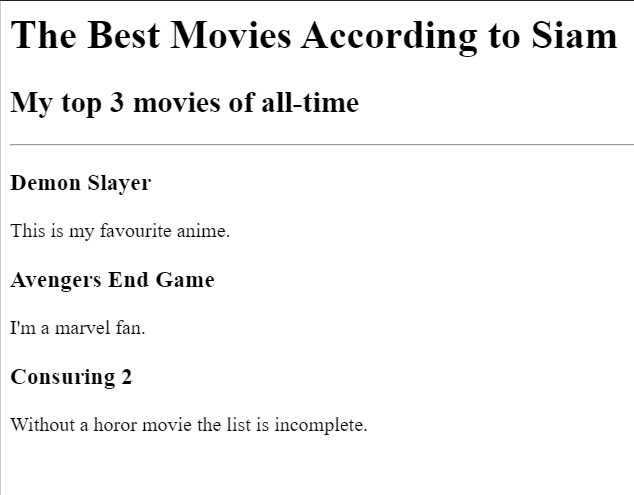 The Best Movies According to Siam
My top 3 movies of all-time
Demon Slayer
This is my favourite anime.
Avengers End Game
I'm a marvel fan.
Consuring 2
Without a horor movie the list is incomplete.